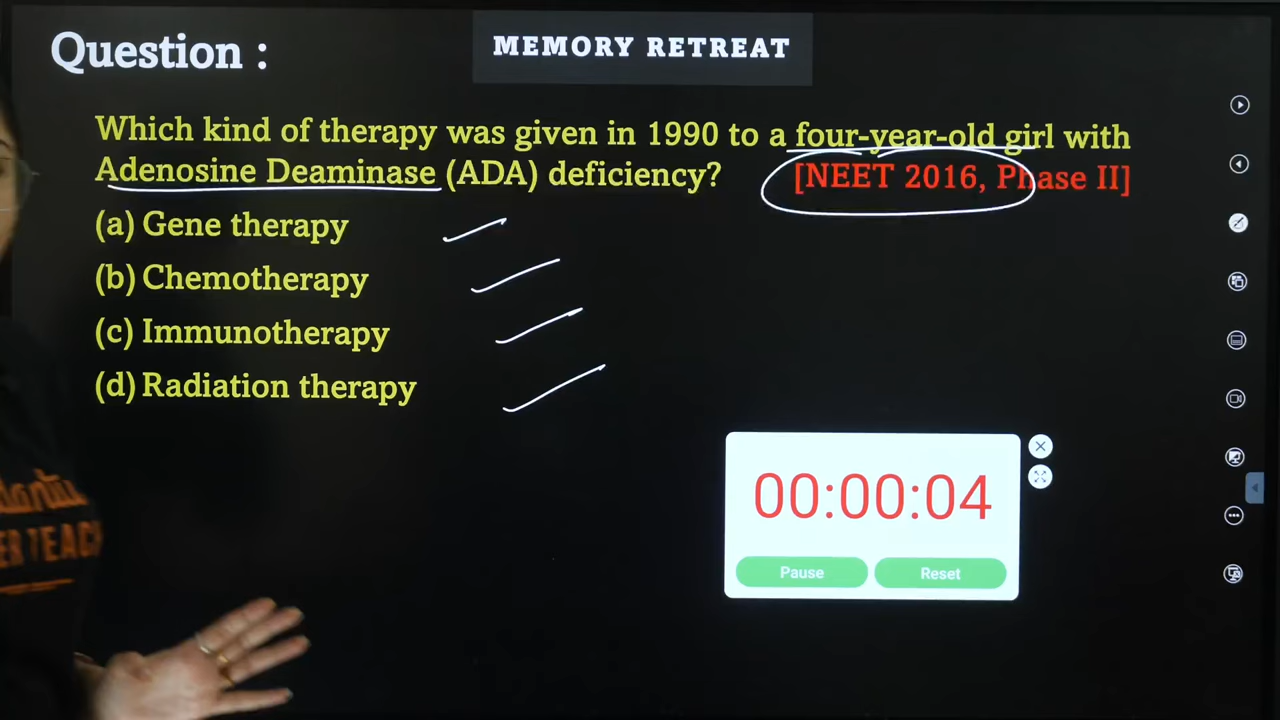 Question :
MEMORY RETREAT
Which kind of therapy was given in 1990 to a four-year-old girl with
Adenosine Deaminase (ADA) deficiency? [NEET 2016, Phase II]
(a) Gene therapy
(b) Chemotherapy
(c) Immunotherapy
(d) Radiation therapy
00:00:04
Pause Reset